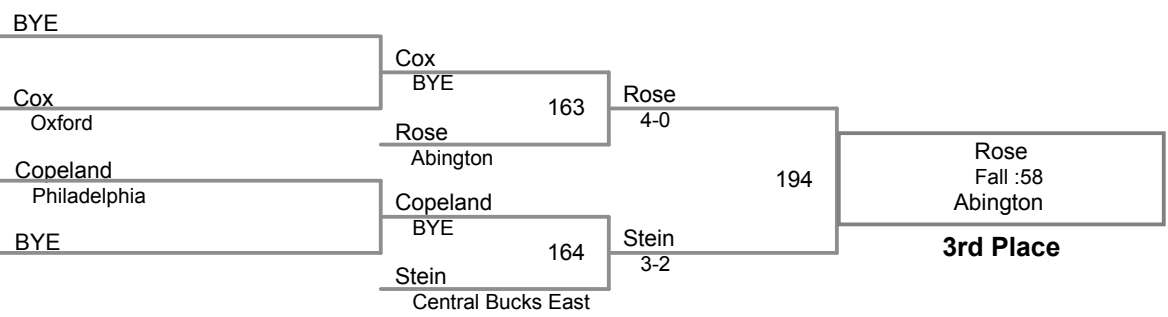 BYE
Cox
Oxford
Copeland
Philadelphia
BYE
Cox
BYE
163
Rose
Abington
Copeland
BYE
164
Stein
Central Bucks East
Rose
4-0
194
Stein
3-2
Rose
Fall :58
Abington
3rd Place